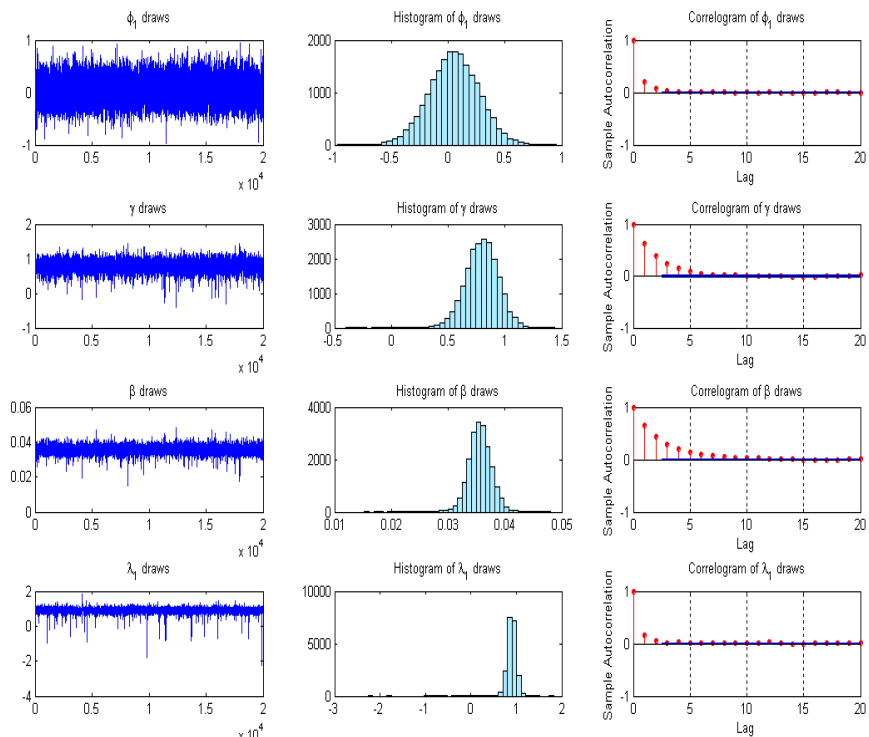 ϕ₁ draws
1
0
-1
0 0.5 1 1.5 2
x 10⁴
Histogram of ϕ₁ draws
2000
1000
0
-1 -0.5 0 0.5 1
Correlogram of ϕ₁ draws
Sample Autocorrelation
1
0
-1
0 5 10 15 20
Lag
γ draws
2
1
0
-1
0 0.5 1 1.5 2
x 10⁴
Histogram of γ draws
3000
2000
1000
0
-0.5 0 0.5 1 1.5
Correlogram of γ draws
Sample Autocorrelation
1
0
-1
0 5 10 15 20
Lag
β draws
0.06
0.04
0.02
0
0 0.5 1 1.5 2
x 10⁴
Histogram of β draws
4000
2000
0
0.01 0.02 0.03 0.04 0.05
Correlogram of β draws
Sample Autocorrelation
1
0
-1
0 5 10 15 20
Lag
λ₁ draws
2
0
-2
-4
0 0.5 1 1.5 2
x 10⁴
Histogram of λ₁ draws
10000
5000
0
-3 -2 -1 0 1 2
Correlogram of λ₁ draws
Sample Autocorrelation
1
0
-1
0 5 10 15 20
Lag